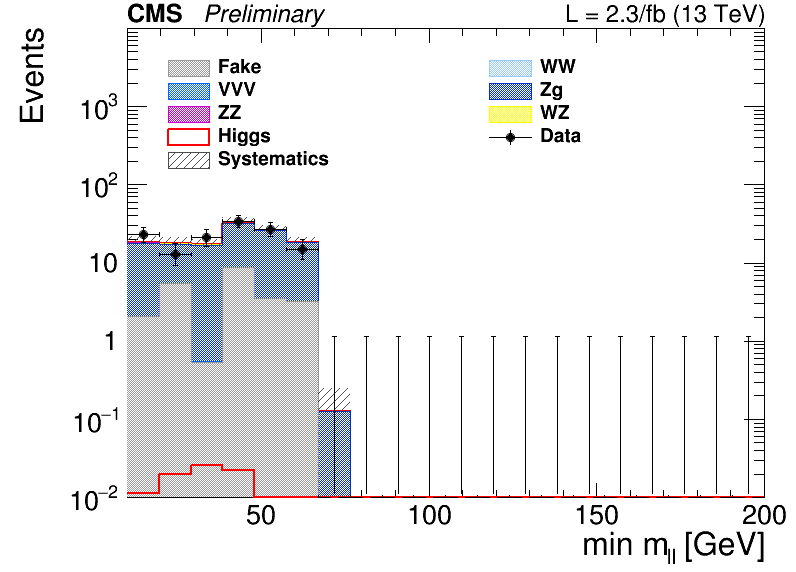 CMS Preliminary L = 2.3/fb (13 TeV)
Events
Fake WW
VVV Zg
ZZ WZ
Higgs Data
Systematics
10³
10²
10
1
10⁻¹
10⁻²
50 100 150 200
min m_ll [GeV]